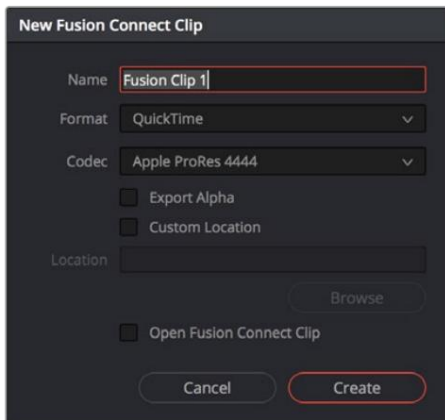 New Fusion Connect Clip
Name Fusion Clip 1
Format QuickTime
Codec Apple ProRes 4444
Export Alpha
Custom Location
Location
Browse
Open Fusion Connect Clip
Cancel Create